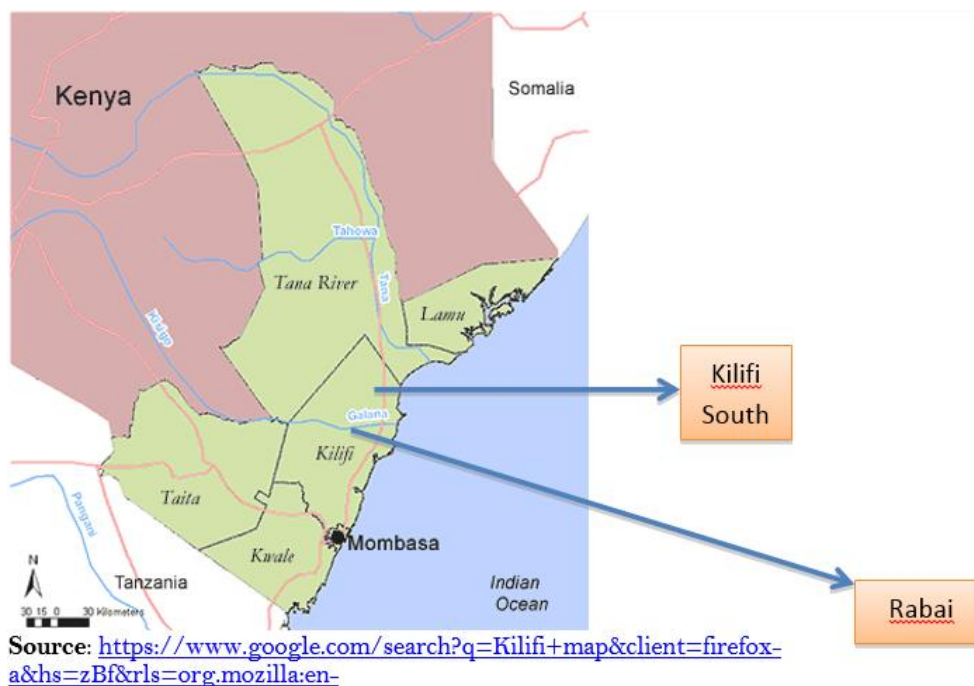 Kenya
Somalia
Tahowa
Tana River
Tana
Lamu
Kilifi
South
Galana
Kilifi
Taita
Pangani
Kwale
Mombasa
N
Tanzania
Indian
Ocean
30 15 0 30 Kilometers
Rabai
Source: https://www.google.com/search?q=Kilifi+map&client=firefox-
a&hs=zBf&rls=org.mozilla:en-